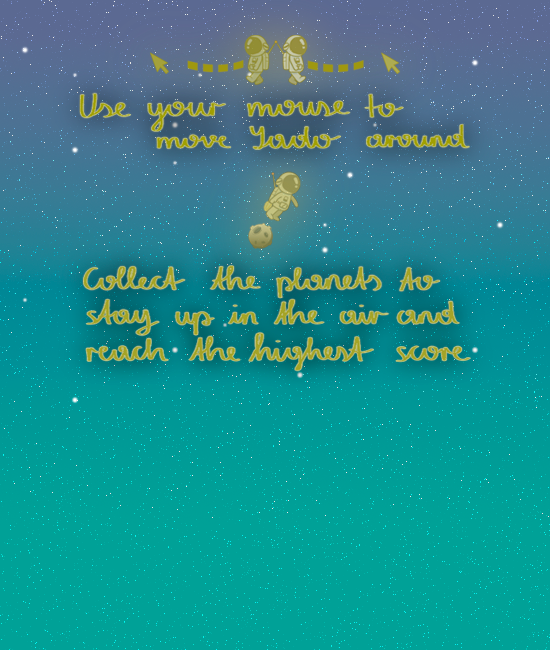 Use your mouse to
move Yado around
Collect the planets to
stay up in the air and
reach the highest score